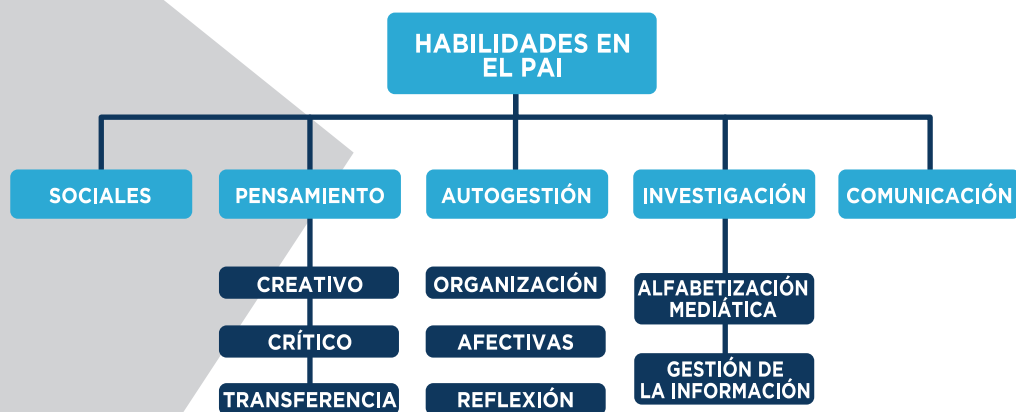 HABILIDADES EN
EL PAI
SOCIALES
PENSAMIENTO
AUTOGESTIÓN
INVESTIGACIÓN
COMUNICACIÓN
CREATIVO
CRÍTICO
TRANSFERENCIA
ORGANIZACIÓN
AFECTIVAS
REFLEXIÓN
ALFABETIZACIÓN
MEDIÁTICA
GESTIÓN DE
LA INFORMACIÓN